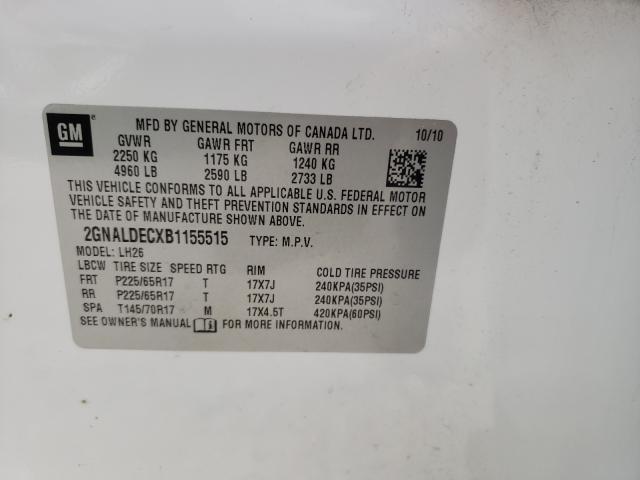 GM ® MFD BY GENERAL MOTORS OF CANADA LTD. 10/10
GVWR GAWR FRT GAWR RR
2250 KG 1175 KG 1240 KG
4960 LB 2590 LB 2733 LB
THIS VEHICLE CONFORMS TO ALL APPLICABLE U.S. FEDERAL MOTOR
VEHICLE SAFETY AND THEFT PREVENTION STANDARDS IN EFFECT ON
THE DATE OF MANUFACTURE SHOWN ABOVE.
2GNALDECXB1155515 TYPE: M.P.V.
MODEL: LH26
LBCW TIRE SIZE SPEED RTG RIM COLD TIRE PRESSURE
FRT P225/65R17 T 17X7J 240KPA(35PSI)
RR P225/65R17 T 17X7J 240KPA(35PSI)
SPA T145/70R17 M 17X4.5T 420KPA(60PSI)
SEE OWNER'S MANUAL FOR MORE INFORMATION.